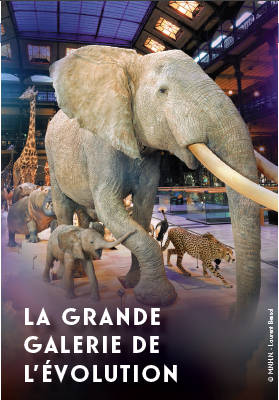 LA GRANDE
GALERIE DE
L'ÉVOLUTION
© MNHN - Laurent Bessol